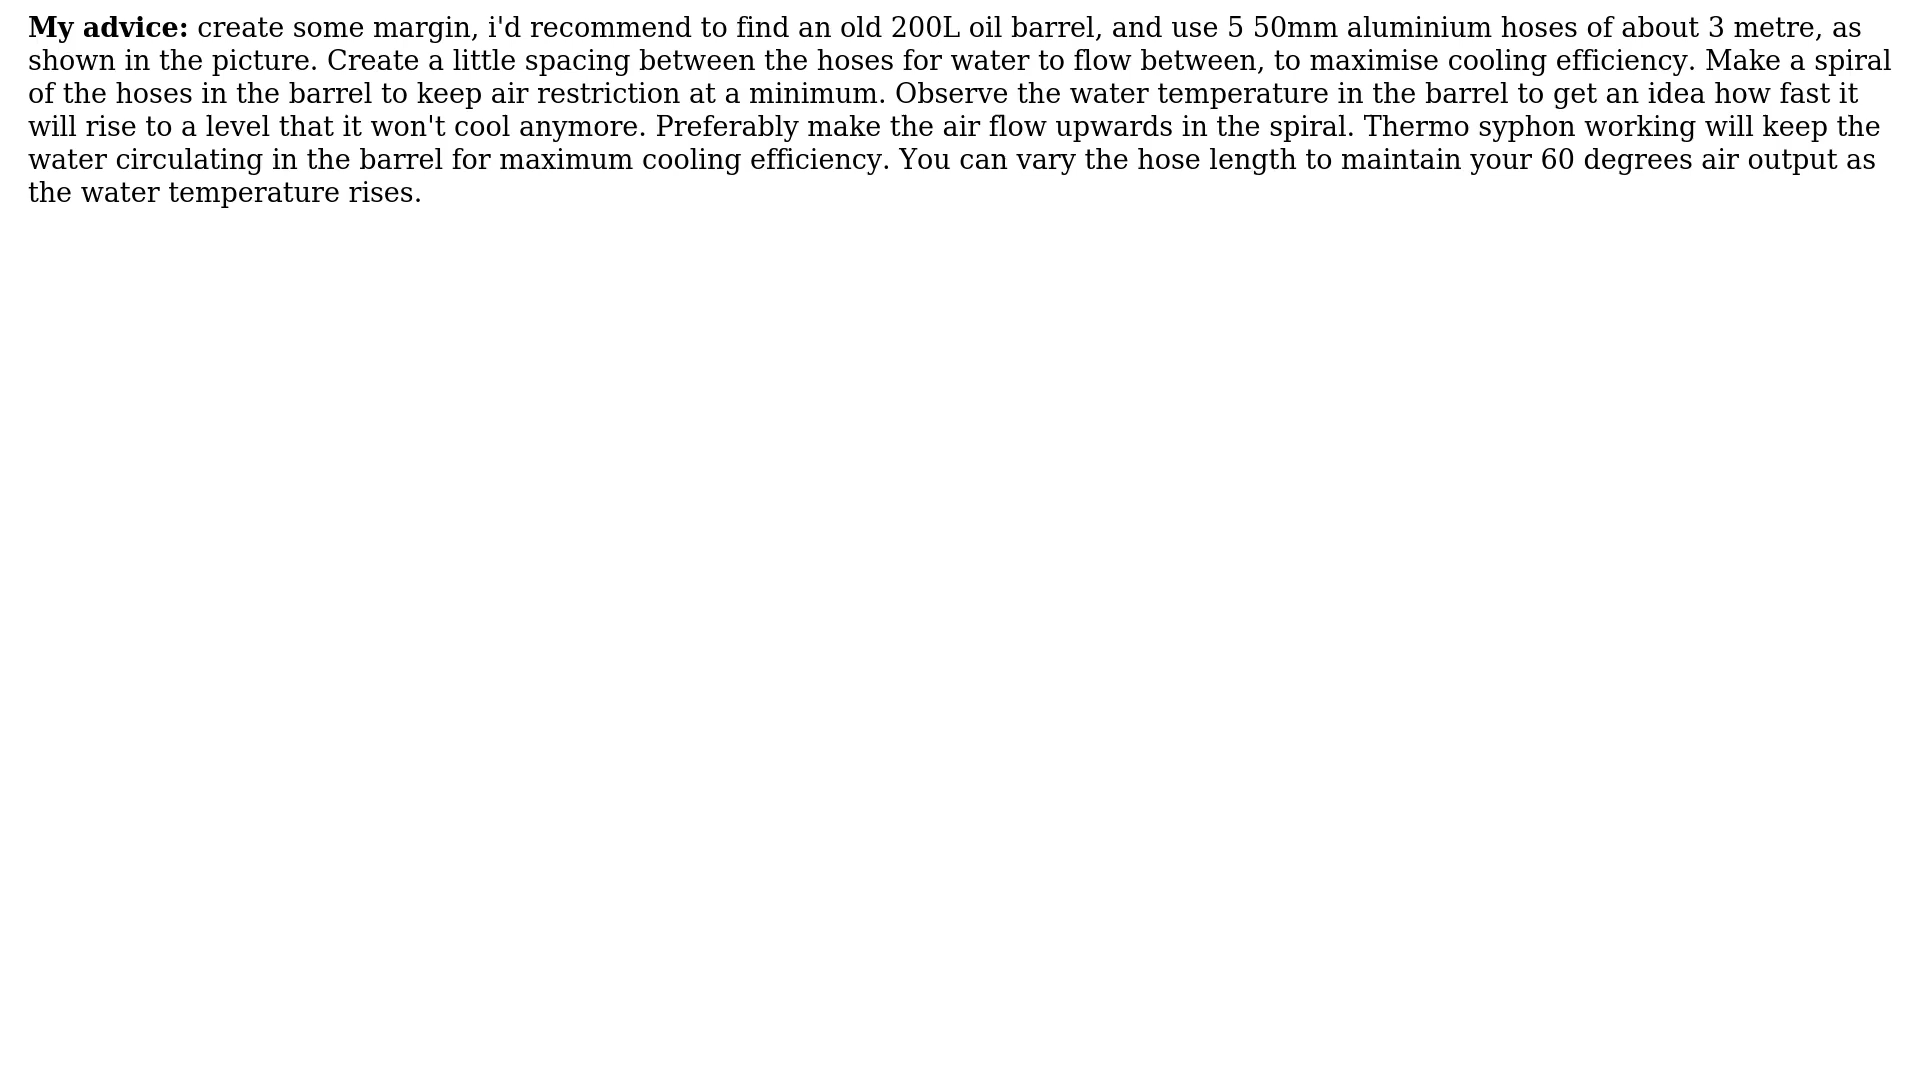 My advice: create some margin, i'd recommend to find an old 200L oil barrel, and use 5 50mm aluminium hoses of about 3 metre, as
shown in the picture. Create a little spacing between the hoses for water to flow between, to maximise cooling efficiency. Make a spiral
of the hoses in the barrel to keep air restriction at a minimum. Observe the water temperature in the barrel to get an idea how fast it
will rise to a level that it won't cool anymore. Preferably make the air flow upwards in the spiral. Thermo syphon working will keep the
water circulating in the barrel for maximum cooling efficiency. You can vary the hose length to maintain your 60 degrees air output as
the water temperature rises.